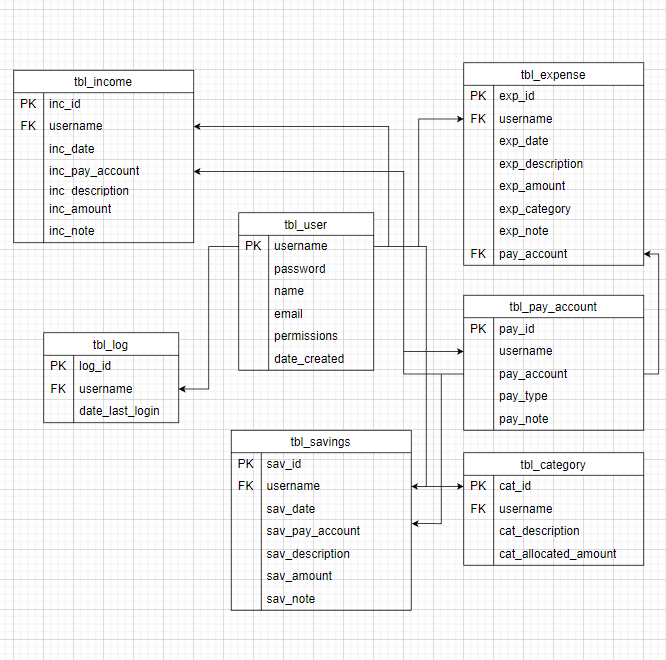 tbl_income
PK inc_id
FK username
inc_date
inc_pay_account
inc_description
inc_amount
inc_note
tbl_expense
PK exp_id
FK username
exp_date
exp_description
exp_amount
exp_category
exp_note
FK pay_account
tbl_user
PK username
password
name
email
permissions
date_created
tbl_pay_account
PK pay_id
username
pay_account
pay_type
pay_note
tbl_log
PK log_id
FK username
date_last_login
tbl_savings
PK sav_id
FK username
sav_date
sav_pay_account
sav_description
sav_amount
sav_note
tbl_category
PK cat_id
FK username
cat_description
cat_allocated_amount